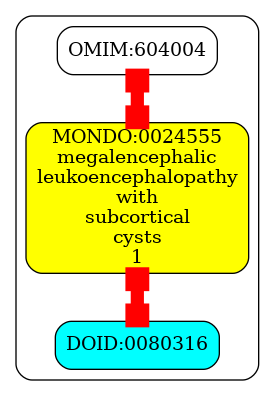 OMIM:604004
MONDO:0024555
megalencephalic
leukoencephalopathy
with
subcortical
cysts
1
DOID:0080316